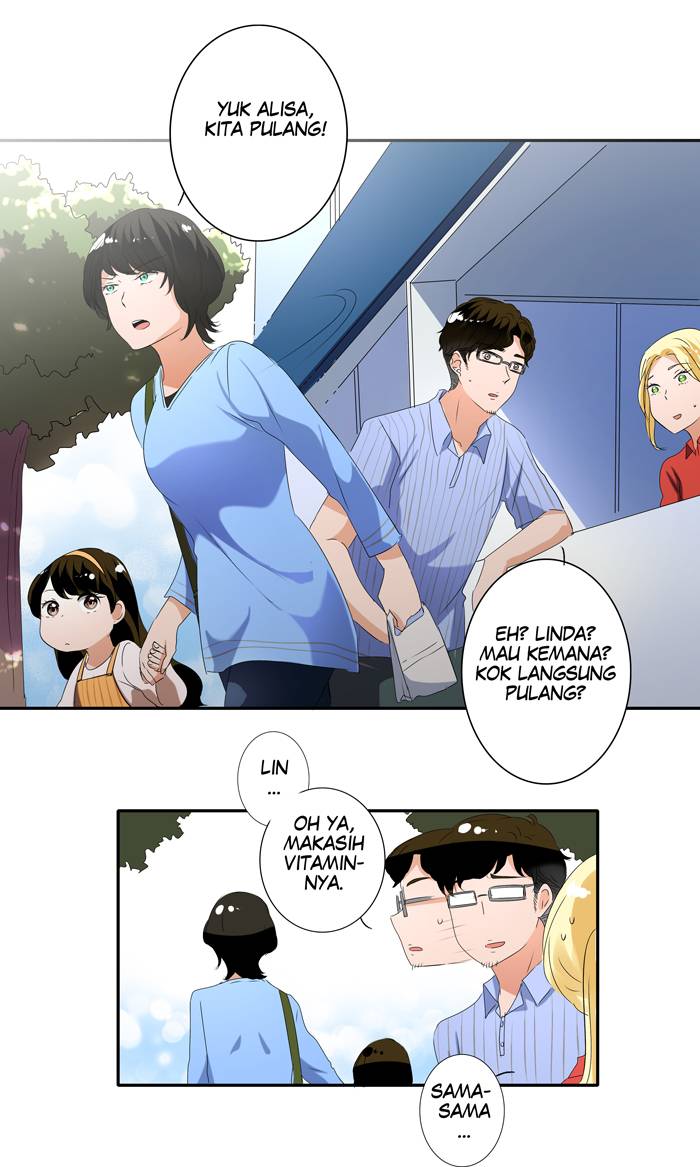 YUK ALISA,
KITA PULANG!
EH? LINDA?
MAU KEMANA?
KOK LANGSUNG
PULANG?
LIN
...
OH YA,
MAKASIH
VITAMIN-
NYA.
SAMA-
SAMA
...